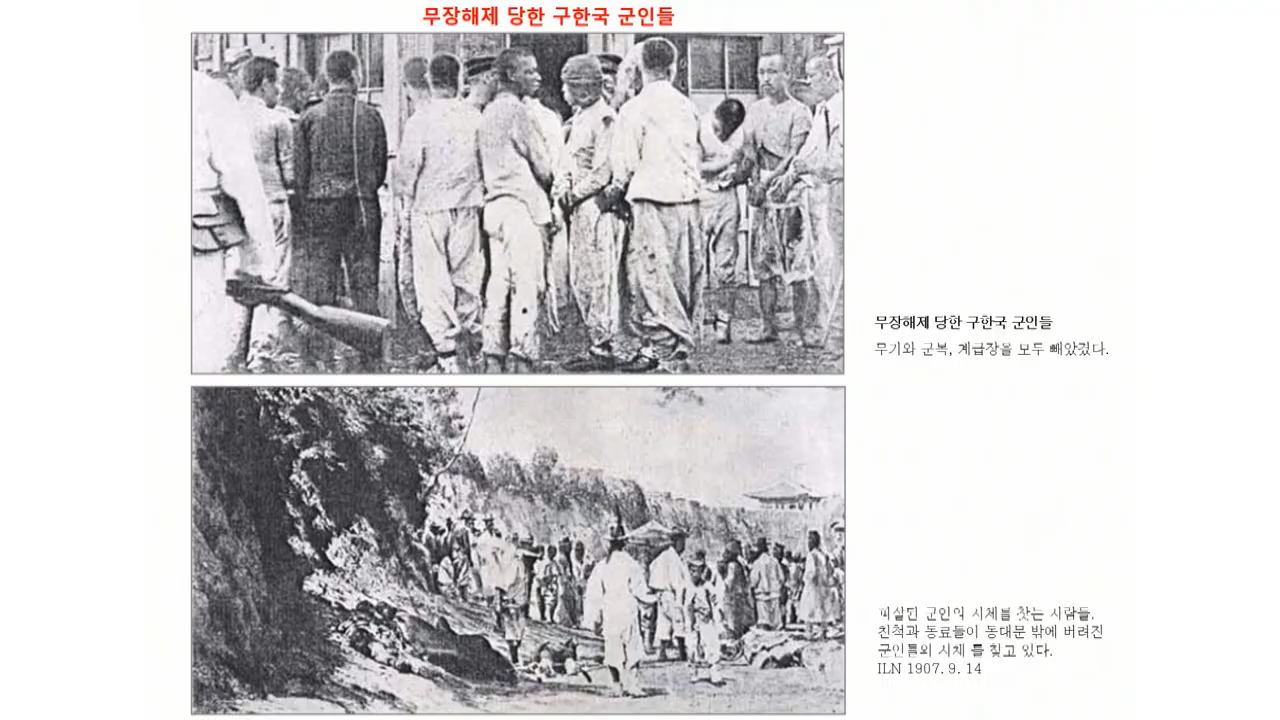 무장해제 당한 구한국 군인들
무장해제 당한 구한국 군인들
무기와 군복, 계급장을 모두 빼았겼다.
피살된 군인의 시체를 찾는 사람들.
친척과 동료들이 동대문 밖에 버려진
군인들의 시체 를 찾고 있다.
ILN 1907. 9. 14